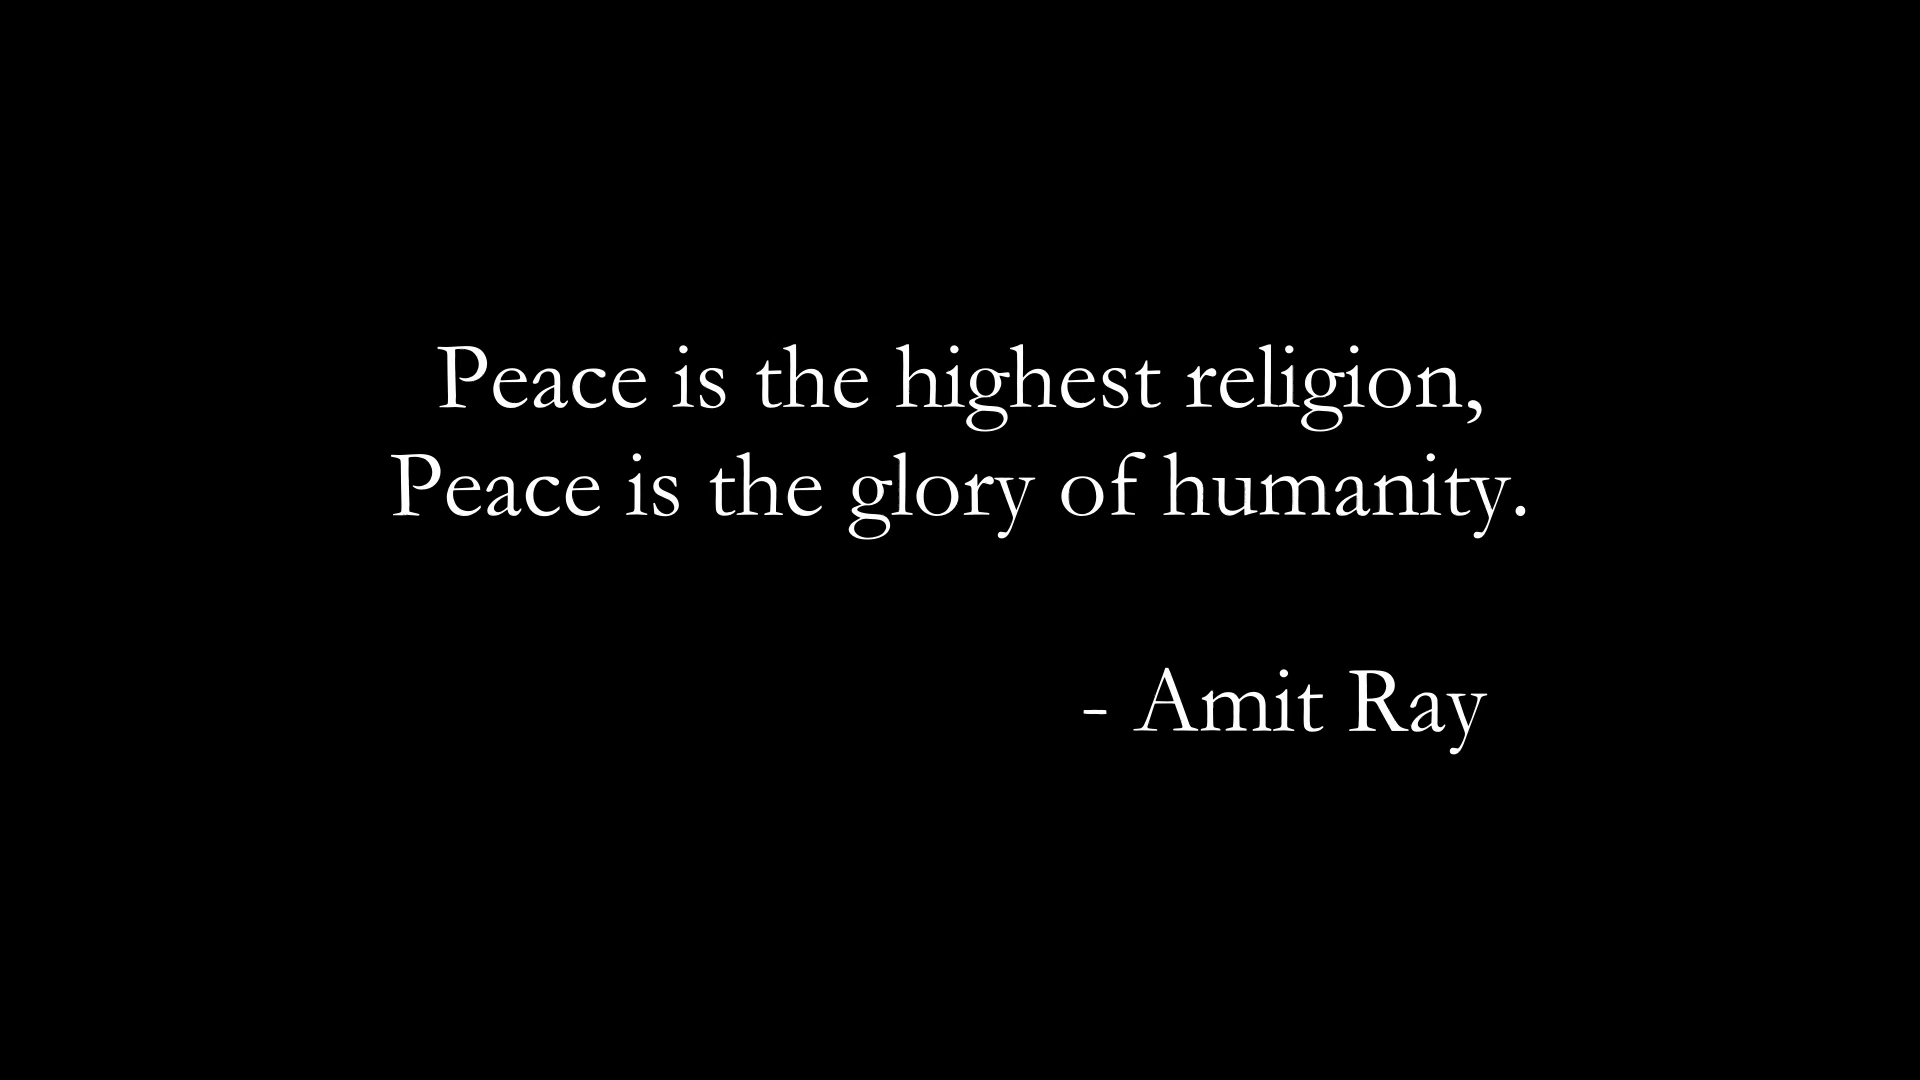 Peace is the highest religion,
Peace is the glory of humanity.
- Amit Ray